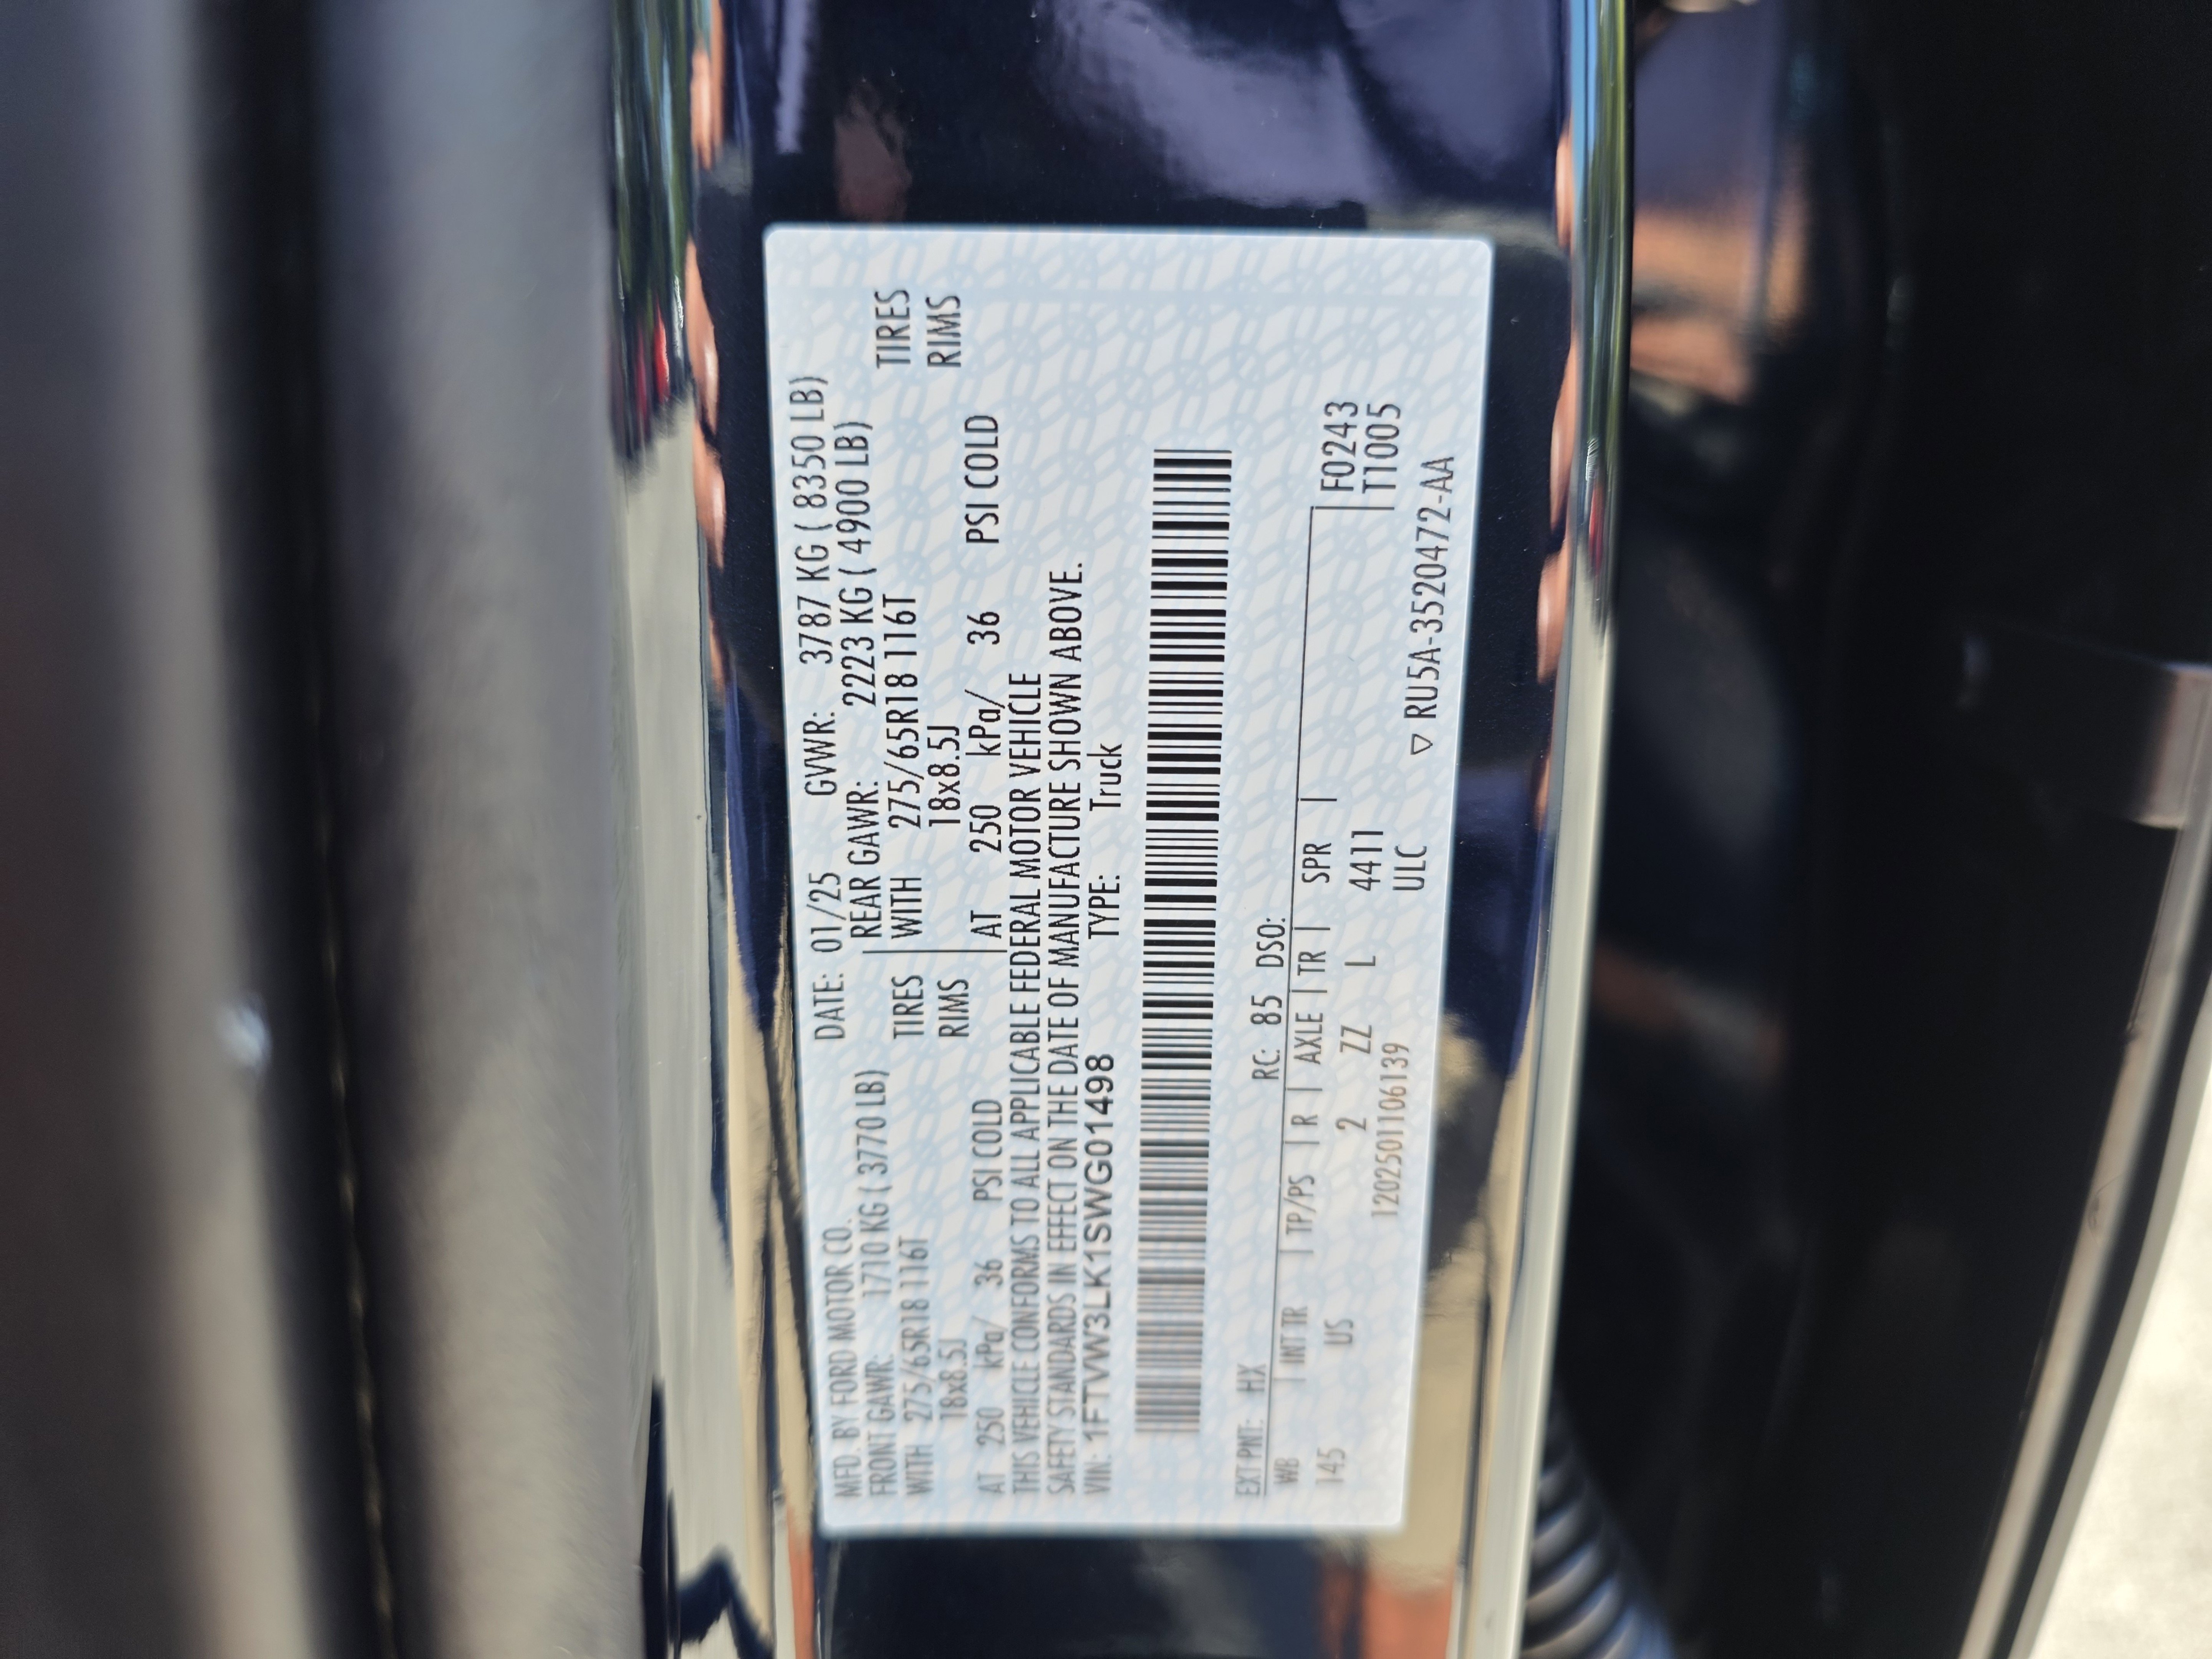 MFD. BY FORD MOTOR CO. DATE: 01/25 GVWR: 3787 KG ( 8350 LB)
FRONT GAWR: 1710 KG ( 3770 LB) REAR GAWR: 2223 KG ( 4900 LB)
WITH 275/65R18 116T TIRES WITH 275/65R18 116T TIRES
18x8.5J RIMS 18x8.5J RIMS
AT 250 kPa/ 36 PSI COLD AT 250 kPa/ 36 PSI COLD
THIS VEHICLE CONFORMS TO ALL APPLICABLE FEDERAL MOTOR VEHICLE
SAFETY STANDARDS IN EFFECT ON THE DATE OF MANUFACTURE SHOWN ABOVE.
VIN: 1FTVW3LK1SWG01498 TYPE: Truck
EXT PNT: HX RC: 85 DSO:
WB | INT TR | TP/PS | R | AXLE | TR | SPR | F0243
145 US 2 2 ZZ L 4411 T1005
1202501106139 ULC
▽ RU5A-3520472-AA